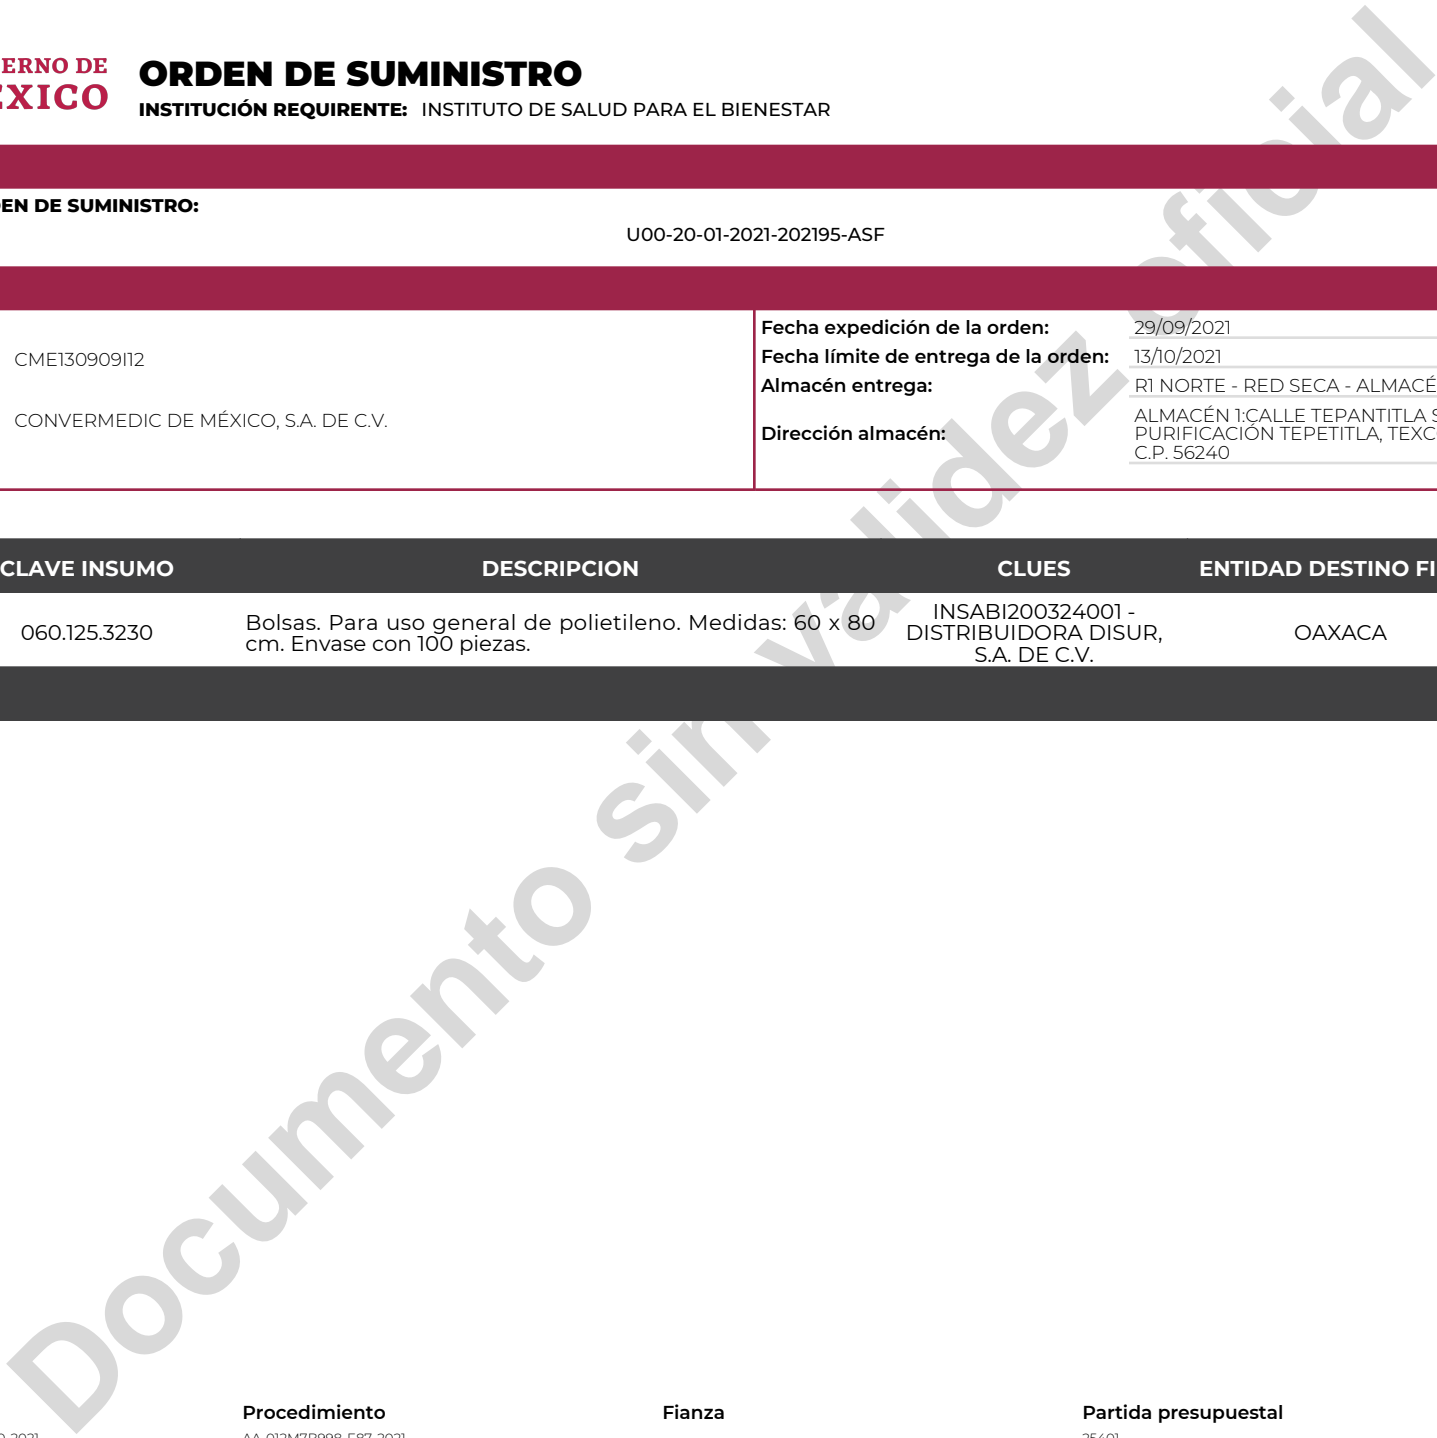 ERNO DE
EXICO
ORDEN DE SUMINISTRO
INSTITUCIÓN REQUIRENTE: INSTITUTO DE SALUD PARA EL BIENESTAR
EN DE SUMINISTRO:
U00-20-01-2021-202195-ASF
CME130909I12
CONVERMEDIC DE MÉXICO, S.A. DE C.V.
Fecha expedición de la orden: 29/09/2021
Fecha límite de entrega de la orden: 13/10/2021
Almacén entrega: R1 NORTE - RED SECA - ALMACÉ
Dirección almacén:
ALMACÉN 1:CALLE TEPANTITLA S
PURIFICACIÓN TEPETITLA, TEXC
C.P. 56240
CLAVE INSUMO DESCRIPCION CLUES ENTIDAD DESTINO FI
060.125.3230
Bolsas. Para uso general de polietileno. Medidas: 60 x 80
cm. Envase con 100 piezas.
INSABI200324001 -
DISTRIBUIDORA DISUR,
S.A. DE C.V.
OAXACA
Documento sin validez oficial
Procedimiento Fianza Partida presupuestal